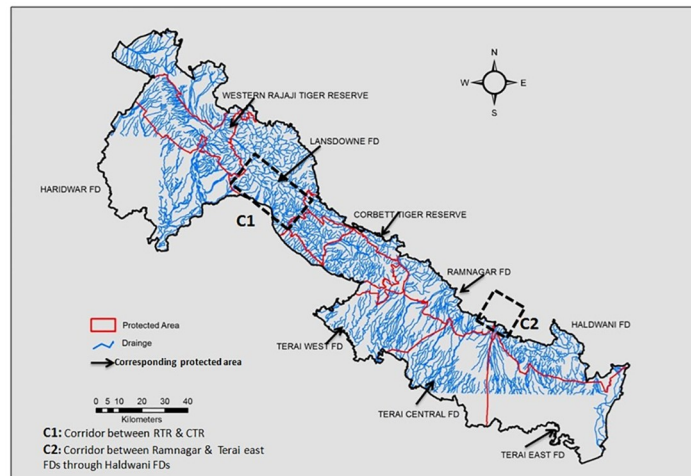 N
W E
S
WESTERN RAJAJI TIGER RESERVE
LANSDOWNE FD
HARIDWAR FD
C1
CORBETT TIGER RESERVE
RAMNAGAR FD
C2
HALDWANI FD
Protected Area
Drainge
Corresponding protected area
TERAI WEST FD
TERAI CENTRAL FD
TERAI EAST FD
0 5 10 20 30 40
Kilometers
C1: Corridor between RTR & CTR
C2: Corridor between Ramnagar & Terai east
FDs through Haldwani FDs